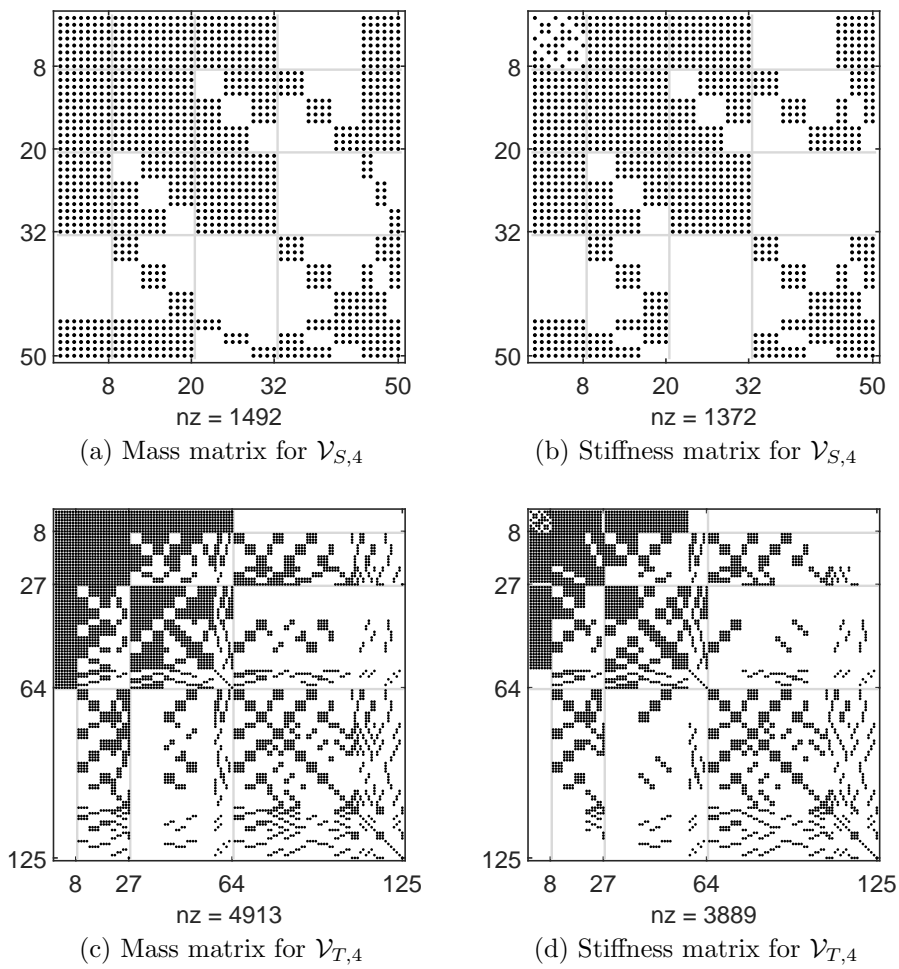 8
8
20
20
32
32
50
50
8 20 32 50
8 20 32 50
nz = 1492
nz = 1372
(a) Mass matrix for 𝒱_{S,4}
(b) Stiffness matrix for 𝒱_{S,4}
8
8
27
27
64
64
125
125
8 27 64 125
8 27 64 125
nz = 4913
nz = 3889
(c) Mass matrix for 𝒱_{T,4}
(d) Stiffness matrix for 𝒱_{T,4}